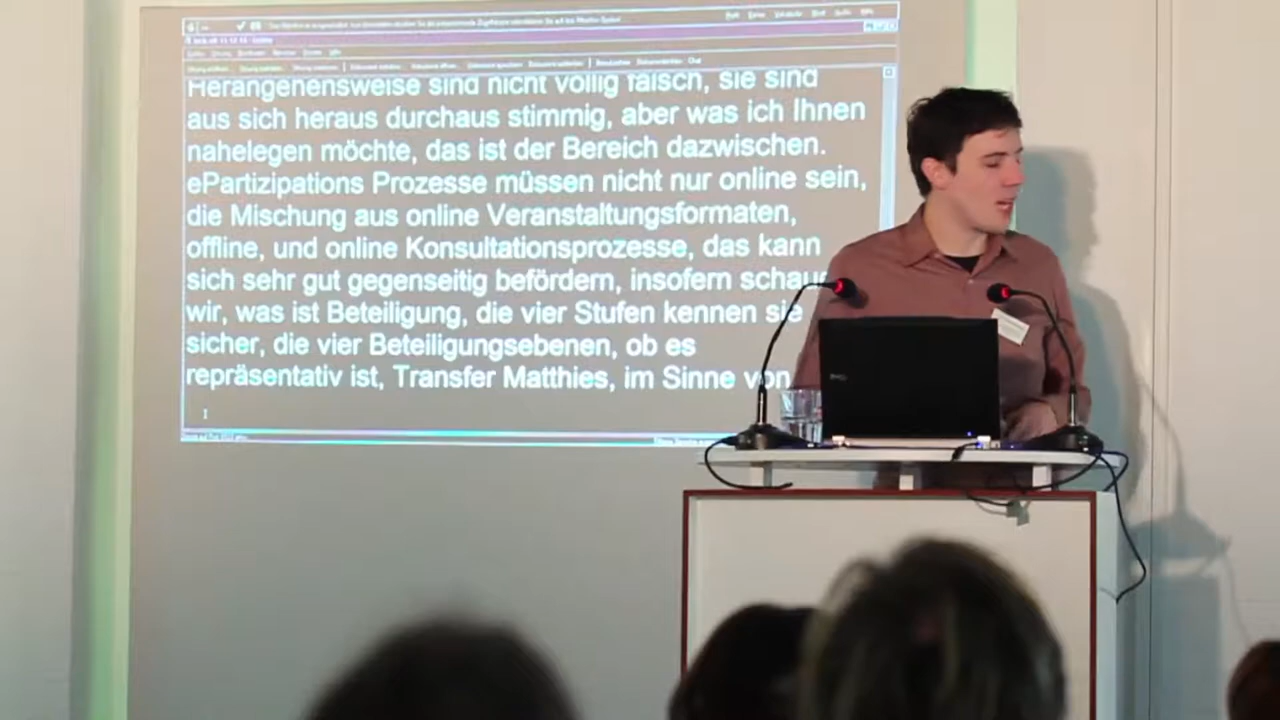 Herangehensweise sind nicht völlig falsch, sie sind
aus sich heraus durchaus stimmig, aber was ich Ihnen
nahelegen möchte, das ist der Bereich dazwischen.
ePartizipations Prozesse müssen nicht nur online sein,
die Mischung aus online Veranstaltungsformaten,
offline, und online Konsultationsprozesse, das kann
sich sehr gut gegenseitig befördern, insofern schauen
wir, was ist Beteiligung, die vier Stufen kennen sie
sicher, die vier Beteiligungsebenen, ob es
repräsentativ ist, Transfer Matthies, im Sinne von
DELL